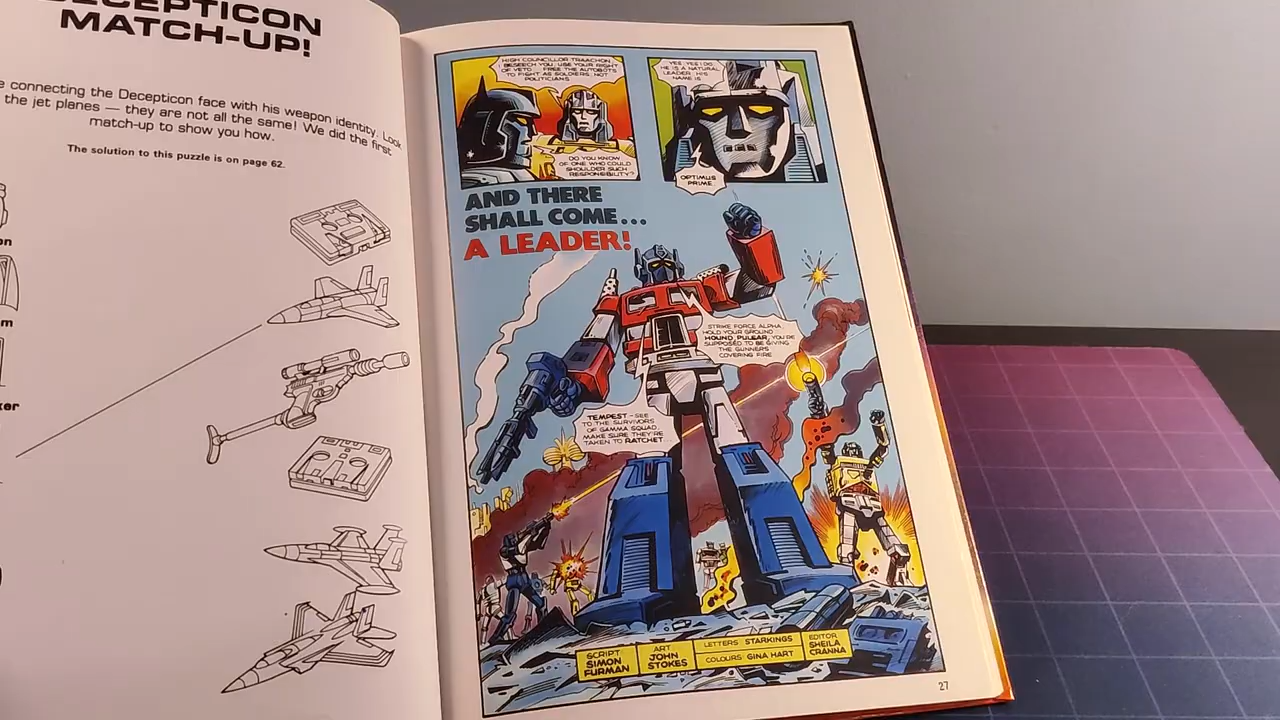 DECEPTICON
MATCH-UP!
connecting the Decepticon face with his weapon identity. Look
the jet planes — they are not all the same! We did the first
match-up to show you how.
The solution to this puzzle is on page 62.
HIGH COUNCILLOR TRAACHON,
BESEECH YOU, USE YOUR RIGHT
OF VETO... FREE THE AUTOBOTS
TO FIGHT AS SOLDIERS, NOT
POLITICIANS
DO YOU KNOW
OF ONE WHO COULD
SHOULDER SUCH
RESPONSIBILITY?
YES, YES I DO
HE IS A NATURAL
LEADER. HIS
NAME IS
OPTIMUS
PRIME.
AND THERE
SHALL COME...
A LEADER!
STRIKE FORCE ALPHA,
HOLD YOUR GROUND
HOUND, PULSAR, YOU'RE
SUPPOSED TO BE GIVING
THE GUNNERS
COVERING FIRE
TEMPEST - SEE
TO THE SURVIVORS
OF GAMMA SQUAD,
MAKE SURE THEY'RE
TAKEN TO RATCHET...
SCRIPT
SIMON
FURMAN
ART
JOHN
STOKES
LETTERS: STARKINGS
COLOURS: GINA HART
EDITOR
SHEILA
CRANNA
27